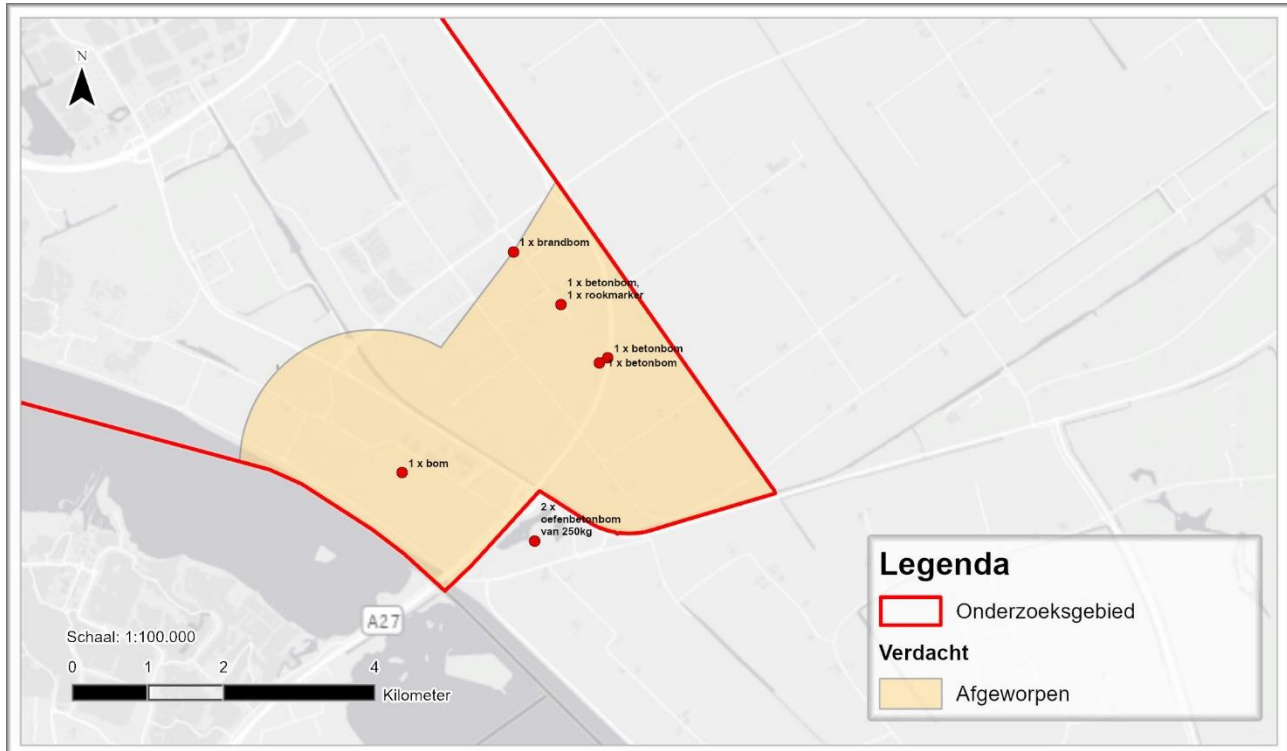 N
1 x brandbom
1 x betonbom,
1 x rookmarker
1 x betonbom
1 x betonbom
1 x bom
2 x
oefenbetonbom
van 250kg
A27
Schaal: 1:100.000
0 1 2 4
Kilometer
Legenda
Onderzoeksgebied
Verdacht
Afgeworpen